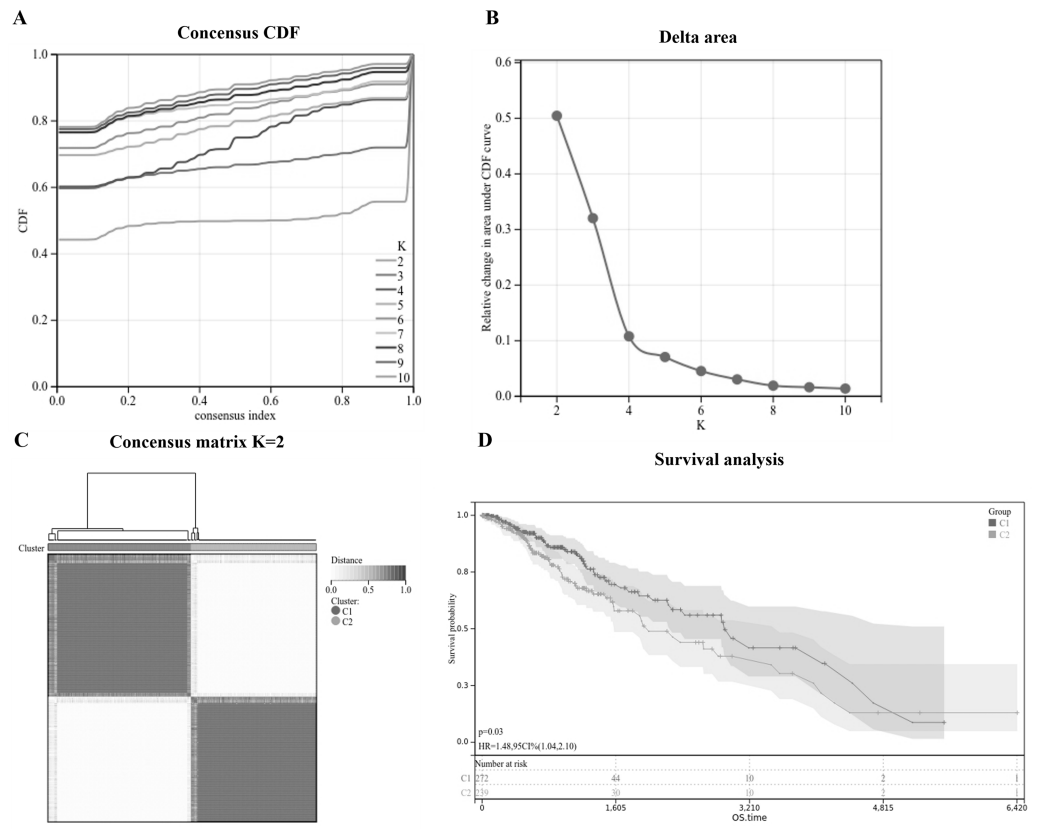 A
Concensus CDF
1.0
0.8
0.6
0.4
0.2
0.0
CDF
0.0 0.2 0.4 0.6 0.8 1.0
consensus index
K
2
3
4
5
6
7
8
9
10
B
Delta area
0.6
0.5
0.4
0.3
0.2
0.1
0.0
Relative change in area under CDF curve
2 4 6 8 10
K
C
Concensus matrix K=2
Cluster
Distance
0.0 0.5 1.0
Cluster:
C1
C2
D
Survival analysis
1.0
0.8
0.5
0.3
0.0
Survival probability
Group
C1
C2
p=0.03
HR=1.48,95CI%(1.04,2.10)
Number at risk
C1 272 44 10 2 1
C2 239 30 10 2 1
0 1,605 3,210 4,815 6,420
OS.time